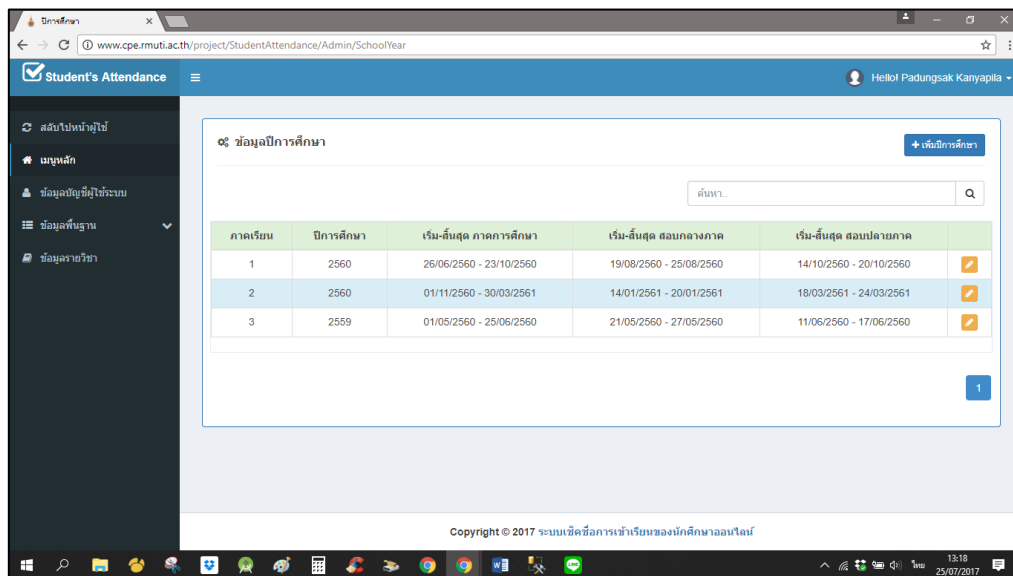 ปีการศึกษา
www.cpe.rmuti.ac.th/project/StudentAttendance/Admin/SchoolYear
Student's Attendance
Hello! Padungsak Kanyapila
สลับไปหน้าผู้ใช้
เมนูหลัก
ข้อมูลบัญชีผู้ใช้ระบบ
ข้อมูลพื้นฐาน
ข้อมูลรายวิชา
ข้อมูลปีการศึกษา
+ เพิ่มปีการศึกษา
ค้นหา..
ภาคเรียน ปีการศึกษา เริ่ม-สิ้นสุด ภาคการศึกษา เริ่ม-สิ้นสุด สอบกลางภาค เริ่ม-สิ้นสุด สอบปลายภาค
1 2560 26/06/2560 - 23/10/2560 19/08/2560 - 25/08/2560 14/10/2560 - 20/10/2560
2 2560 01/11/2560 - 30/03/2561 14/01/2561 - 20/01/2561 18/03/2561 - 24/03/2561
3 2559 01/05/2560 - 25/06/2560 21/05/2560 - 27/05/2560 11/06/2560 - 17/06/2560
1
Copyright © 2017 ระบบเช็คชื่อการเข้าเรียนของนักศึกษาออนไลน์
ไทย
13:18
25/07/2017